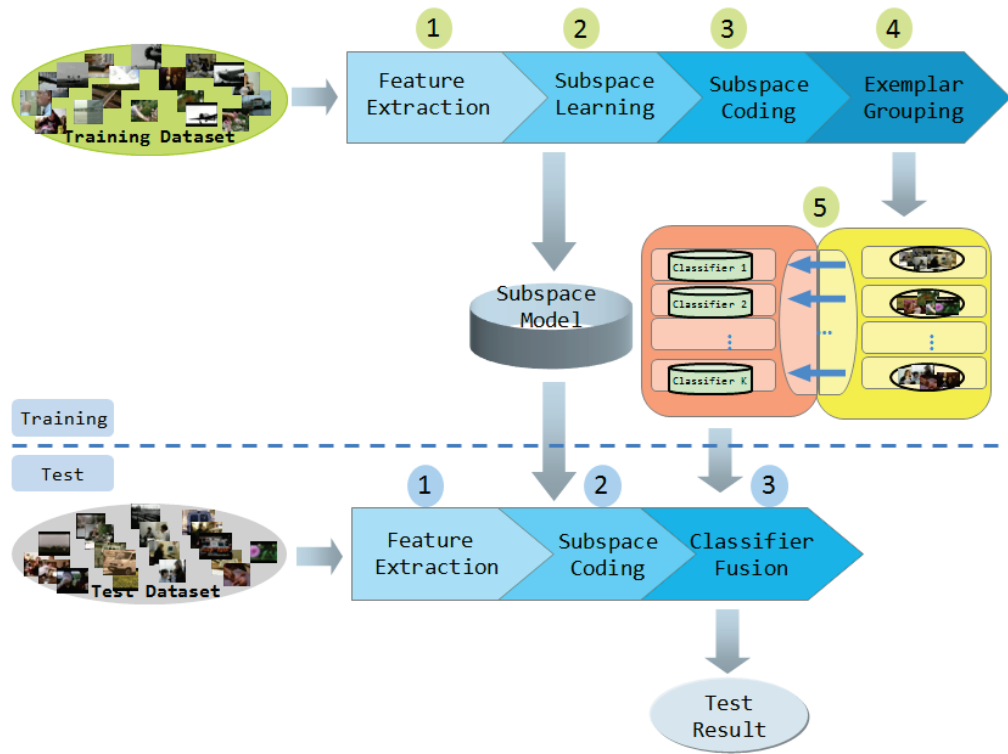 1
2
3
4
Feature
Extraction
Subspace
Learning
Subspace
Coding
Exemplar
Grouping
Training Dataset
5
Classifier 1
Classifier 2
...
Classifier K
...
...
Subspace
Model
Training
Test
1
2
3
Feature
Extraction
Subspace
Coding
Classifier
Fusion
Test Dataset
Test
Result